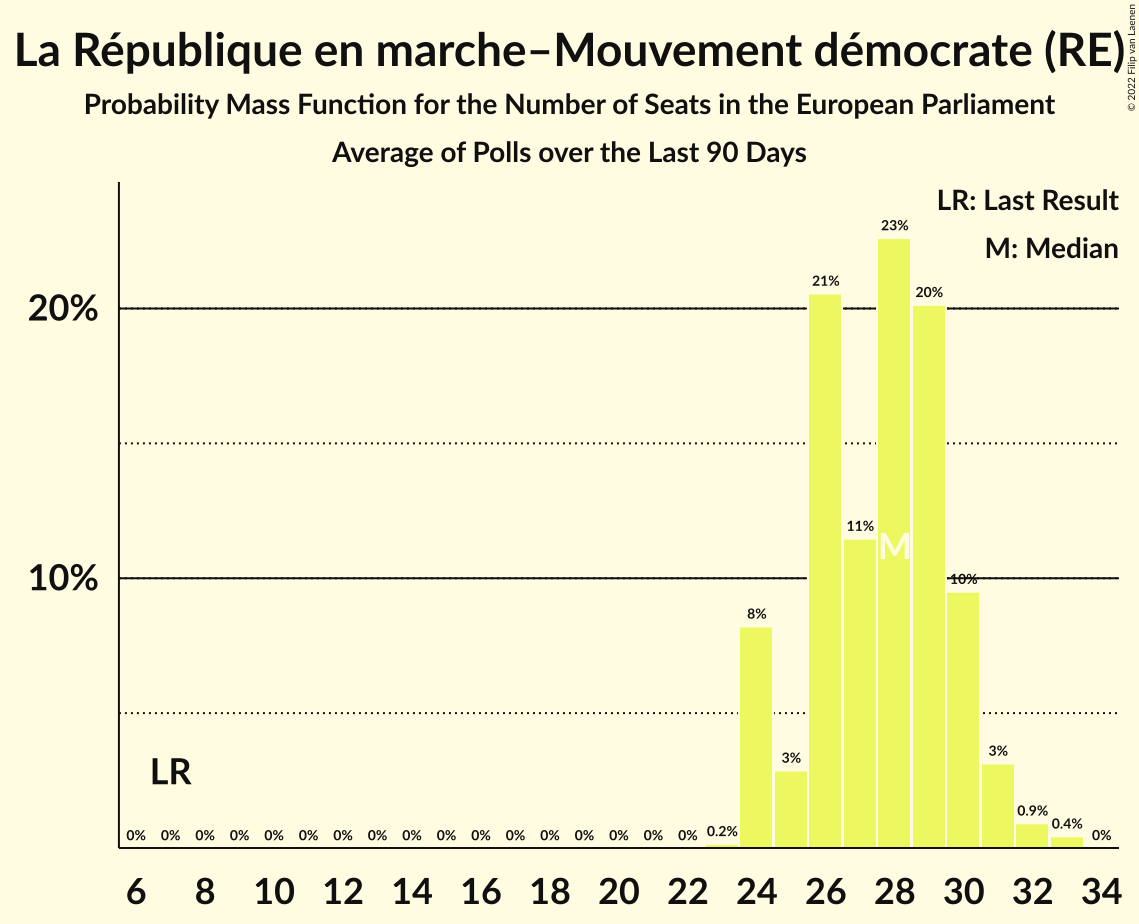 La République en marche–Mouvement démocrate (RE)
© 2022 Filip van Laenen
Probability Mass Function for the Number of Seats in the European Parliament
Average of Polls over the Last 90 Days
LR: Last Result
M: Median
23%
21%
20%
20%
11%
M
10%
10%
8%
3%
3%
LR
0.9%
0.4%
0% 0% 0% 0% 0% 0% 0% 0% 0% 0% 0% 0% 0% 0% 0% 0% 0% 0.2% 0%
6 8 10 12 14 16 18 20 22 24 26 28 30 32 34